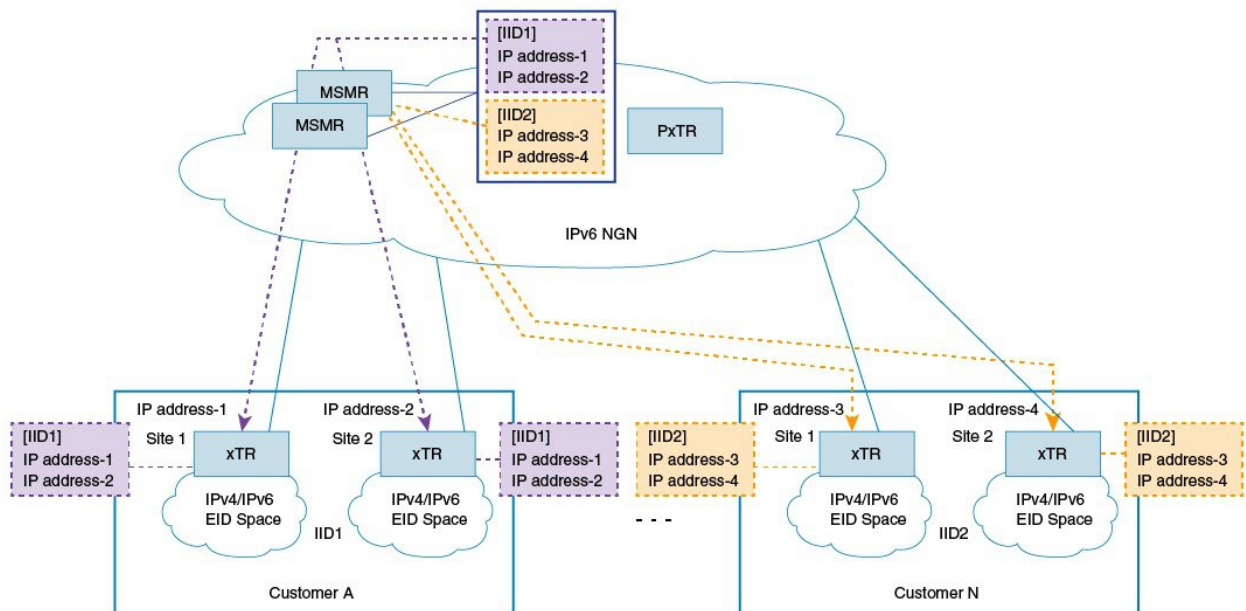 [IID1]
IP address-1
IP address-2
MSMR
MSMR
[IID2]
IP address-3
IP address-4
PxTR
IPv6 NGN
IP address-1
IP address-2
IP address-3
IP address-4
[IID1]
IP address-1
IP address-2
Site 1
xTR
Site 2
xTR
[IID1]
IP address-1
IP address-2
[IID2]
IP address-3
IP address-4
Site 1
xTR
Site 2
xTR
[IID2]
IP address-3
IP address-4
IPv4/IPv6
EID Space
IID1
IPv4/IPv6
EID Space
- - -
IPv4/IPv6
EID Space
IID2
IPv4/IPv6
EID Space
Customer A
Customer N